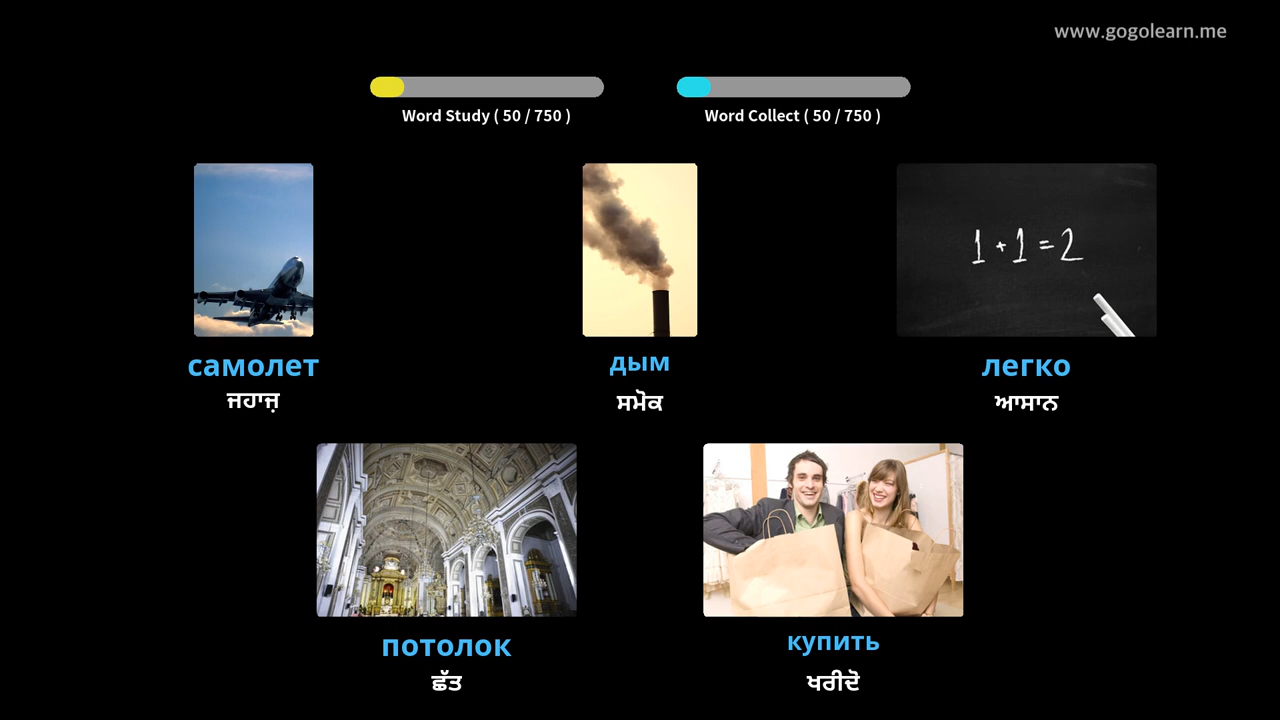 www.gogolearn.me
Word Study ( 50 / 750 )
Word Collect ( 50 / 750 )
1 + 1 = 2
самолет
ਜਹਾਜ਼
дым
ਸਮੋਕ
легко
ਆਸਾਨ
потолок
ਛੱਤ
купить
ਖਰੀਦੋ